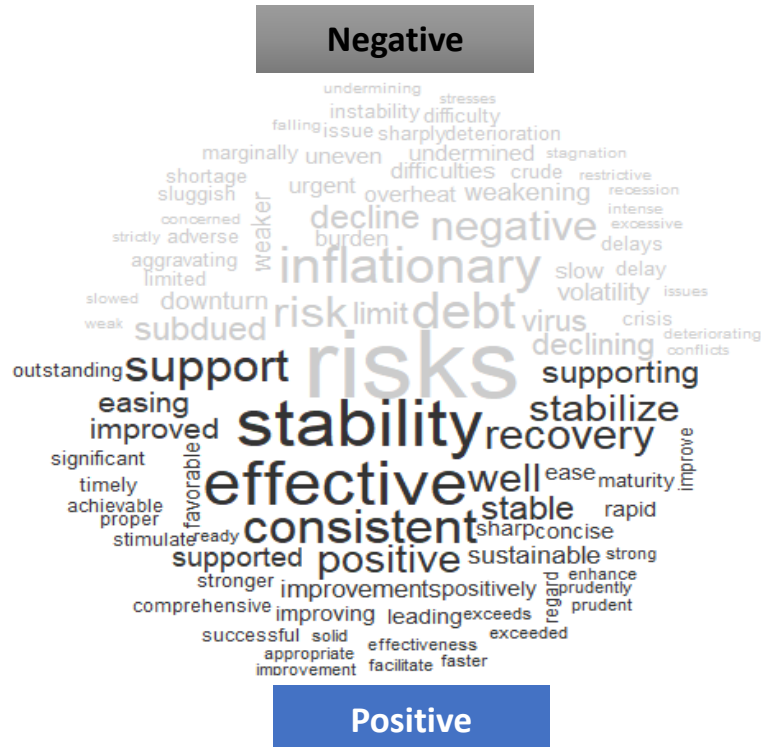 Negative
undermining
stresses
instability difficulty
falling issue sharply deterioration
marginally uneven undermined stagnation
shortage urgent difficulties crude restrictive
sluggish overheat weakening recession
concerned weaker decline negative intense excessive
strictly adverse burden delays
aggravating inflationary slow delay
limited volatility issues
slowed downturn risk limit debt virus crisis
weak subdued risks declining deteriorating
conflicts
outstanding support supporting
easing stability stabilize
improved recovery improve
significant favorable effective well ease maturity
timely
achievable stable rapid
proper consistent sharp concise
stimulate ready
supported positive sustainable strong
stronger improvements positively regard enhance
prudently
comprehensive improving leading exceeds prudent
successful solid effectiveness exceeded
appropriate
improvement facilitate faster
Positive